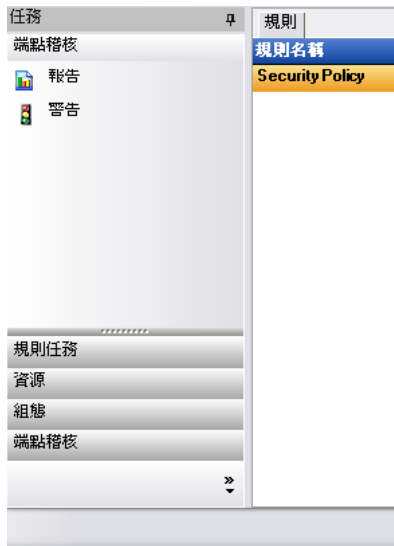 任務
端點稽核
報告
警告
規則任務
資源
組態
端點稽核
規則
規則名稱
Security Policy